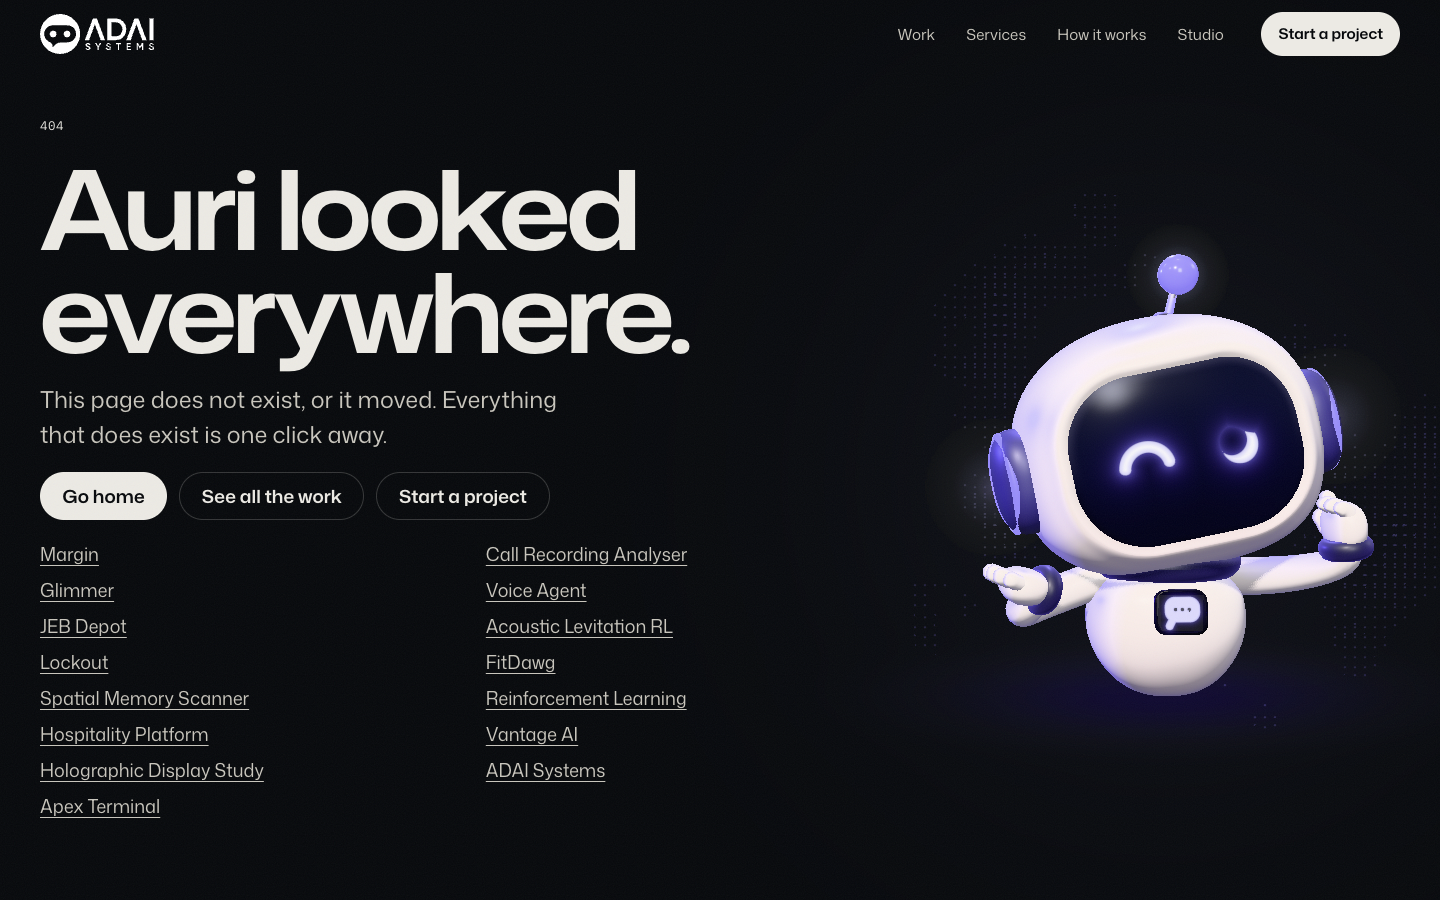 ADAI
SYSTEMS
Work
Services
How it works
Studio
Start a project
404
Auri looked
everywhere.
This page does not exist, or it moved. Everything
that does exist is one click away.
Go home
See all the work
Start a project
Margin
Glimmer
JEB Depot
Lockout
Spatial Memory Scanner
Hospitality Platform
Holographic Display Study
Apex Terminal
Call Recording Analyser
Voice Agent
Acoustic Levitation RL
FitDawg
Reinforcement Learning
Vantage AI
ADAI Systems